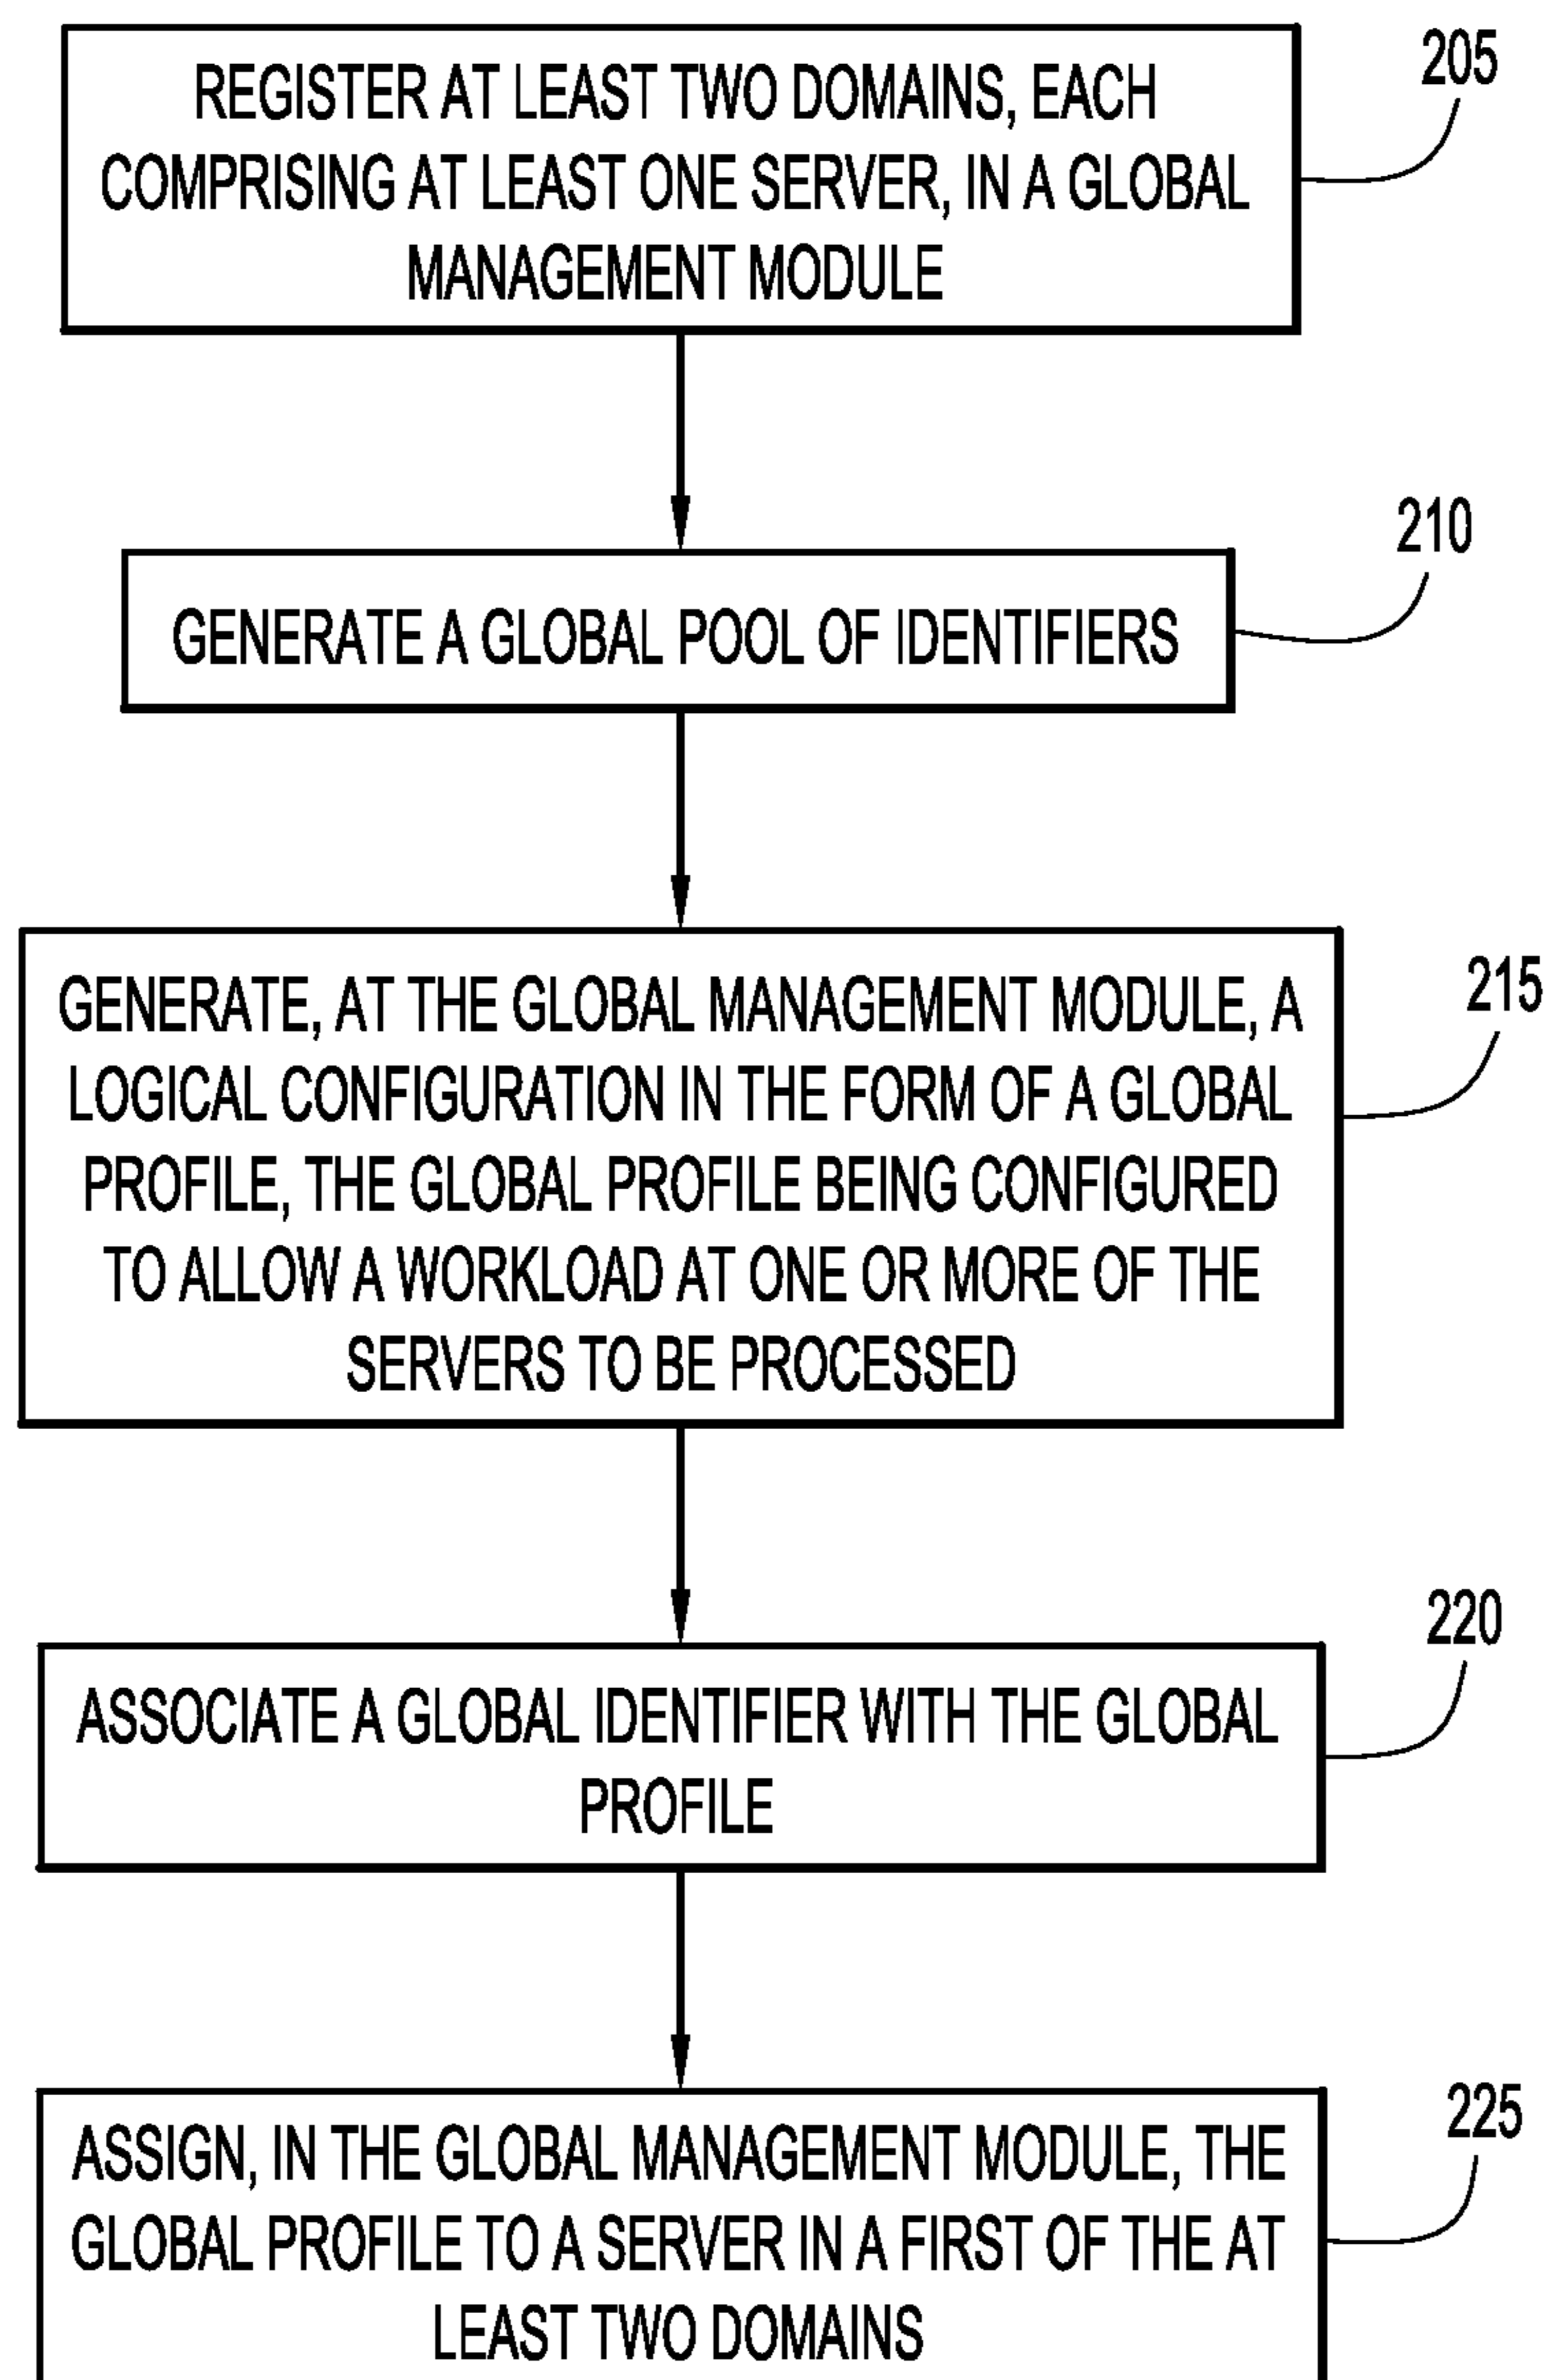 REGISTER AT LEAST TWO DOMAINS, EACH
COMPRISING AT LEAST ONE SERVER, IN A GLOBAL
MANAGEMENT MODULE
205
GENERATE A GLOBAL POOL OF IDENTIFIERS
210
GENERATE, AT THE GLOBAL MANAGEMENT MODULE, A
LOGICAL CONFIGURATION IN THE FORM OF A GLOBAL
PROFILE, THE GLOBAL PROFILE BEING CONFIGURED
TO ALLOW A WORKLOAD AT ONE OR MORE OF THE
SERVERS TO BE PROCESSED
215
ASSOCIATE A GLOBAL IDENTIFIER WITH THE GLOBAL
PROFILE
220
ASSIGN, IN THE GLOBAL MANAGEMENT MODULE, THE
GLOBAL PROFILE TO A SERVER IN A FIRST OF THE AT
LEAST TWO DOMAINS
225